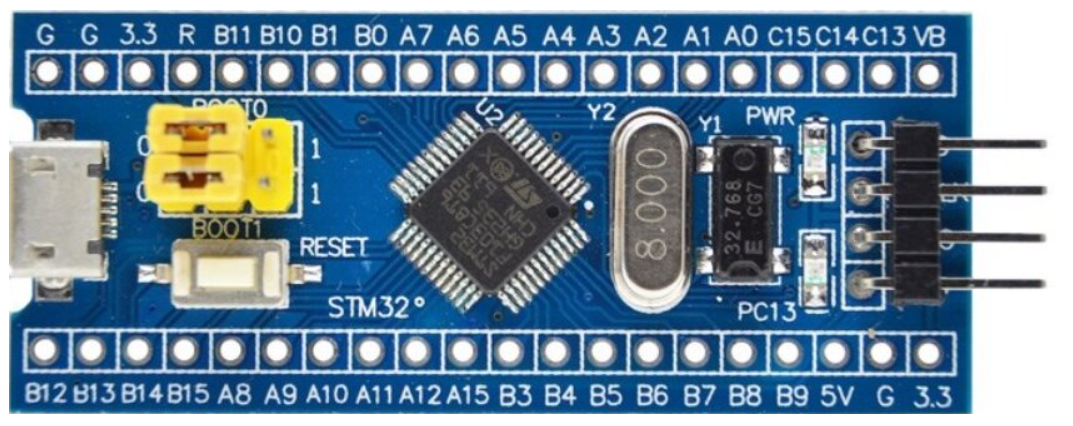 G G 3.3 R B11 B10 B1 B0 A7 A6 A5 A4 A3 A2 A1 A0 C15 C14 C13 VB
BOOT0
U2
Y2
Y1
PWR
0 1
0 1
8.000
32.768
E CG7
BOOT1
RESET
STM32°
PC13
B12 B13 B14 B15 A8 A9 A10 A11 A12 A15 B3 B4 B5 B6 B7 B8 B9 5V G 3.3